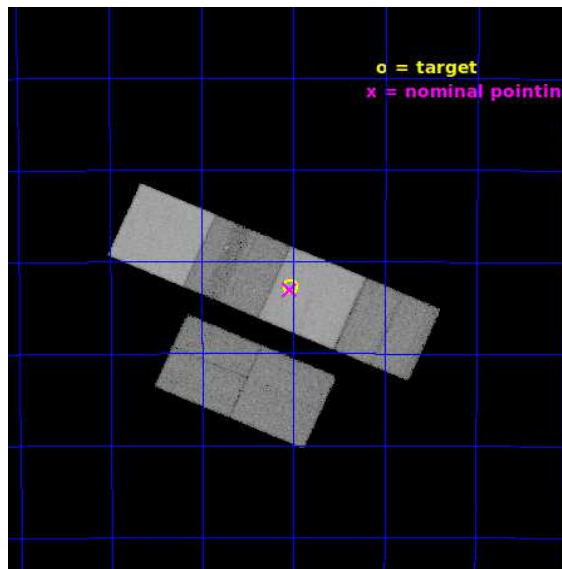 o = target
x = nominal pointin